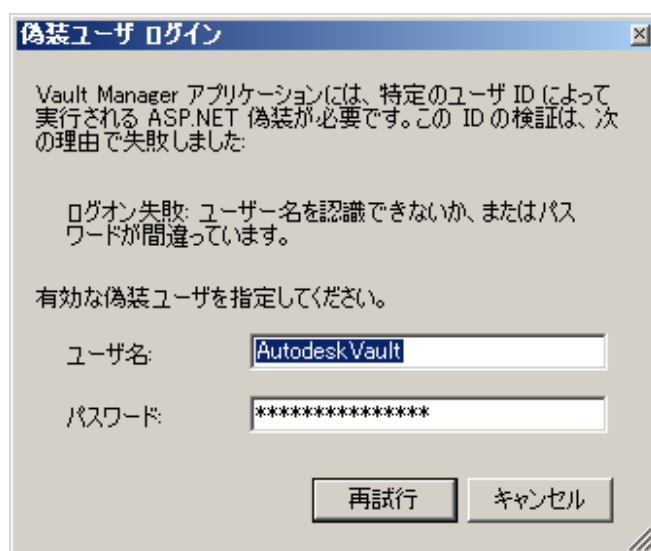 偽装ユーザ ログイン
Vault Manager アプリケーションには、特定のユーザ ID によって
実行される ASP.NET 偽装が必要です。この ID の検証は、次
の理由で失敗しました:
ログオン失敗: ユーザー名を認識できないか、またはパス
ワードが間違っています。
有効な偽装ユーザを指定してください。
ユーザ名: AutodeskVault
パスワード: ***************
再試行 キャンセル